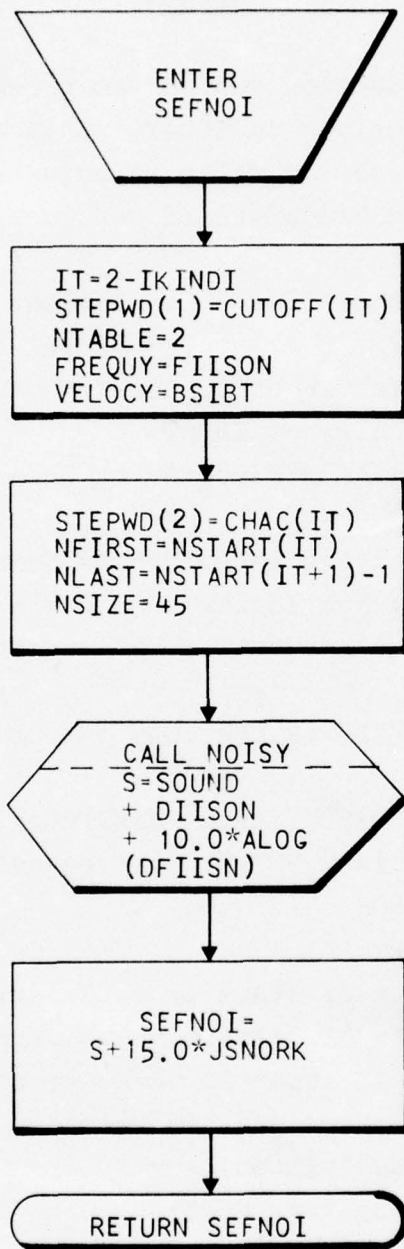 ENTER
SEFNOI
IT=2-IKINDI
STEPWD(1)=CUTOFF(IT)
NTABLE=2
FREQUY=FIISON
VELOCY=BSIBT
STEPWD(2)=CHAC(IT)
NFIRST=NSTART(IT)
NLAST=NSTART(IT+1)-1
NSIZE=45
CALL NOISY
S=SOUND
+ DIISON
+ 10.0*ALOG
(DFIISN)
SEFNOI=
S+15.0*JSNORK
RETURN SEFNOI